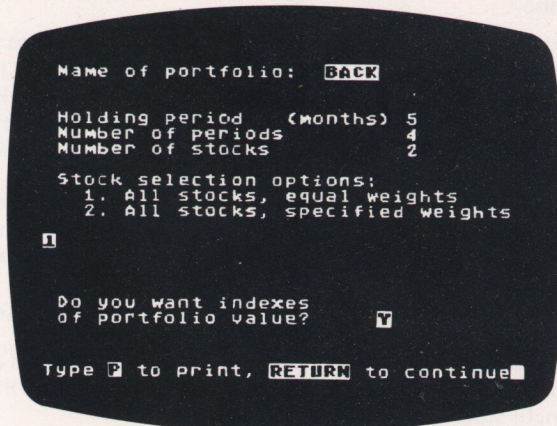 Name of portfolio: BACK
Holding period (months) 5
Number of periods 4
Number of stocks 2
Stock selection options:
1. All stocks, equal weights
2. All stocks, specified weights
1
Do you want indexes
of portfolio value? Y
Type P to print, RETURN to continue